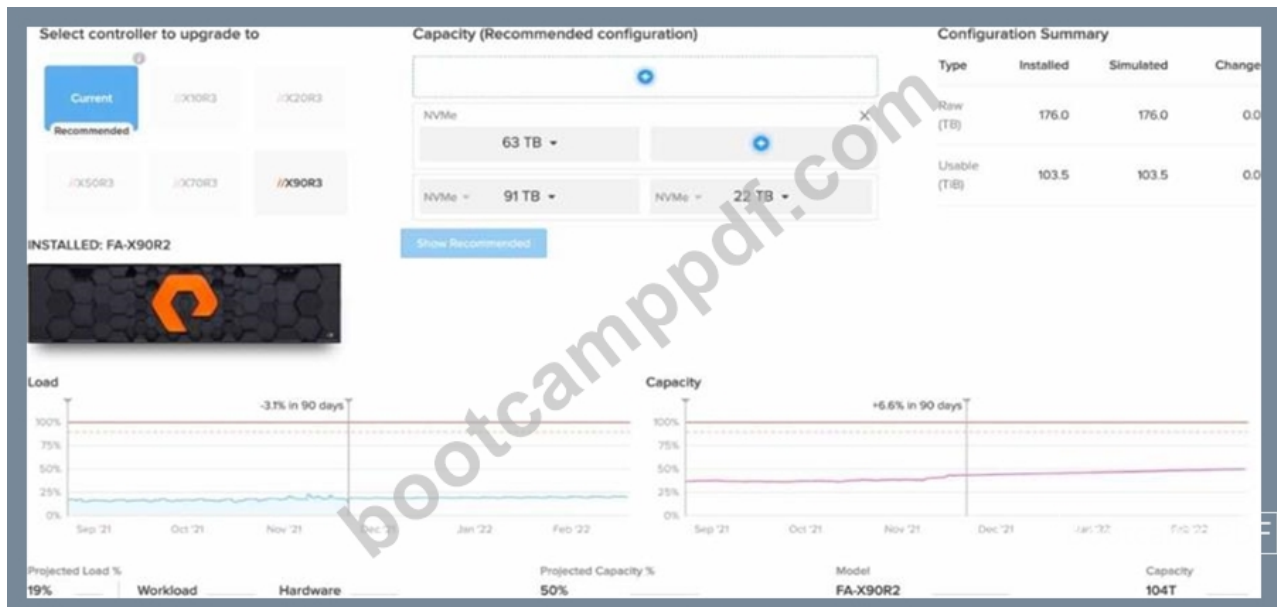 Select controller to upgrade to
Capacity (Recommended configuration)
Configuration Summary
Type Installed Simulated Change
Current
//X10R3
//X20R3
Recommended
NVMe
63 TB
Raw (TB) 176.0 176.0 0.0
Usable (TiB) 103.5 103.5 0.0
//X50R3
//X70R3
//X90R3
NVMe 91 TB
NVMe 22 TB
Show Recommended
INSTALLED: FA-X90R2
Load
-3.1% in 90 days
100%
75%
50%
25%
0%
Sep '21 Oct '21 Nov '21 Dec '21 Jan '22 Feb '22
Capacity
+6.6% in 90 days
100%
75%
50%
25%
0%
Sep '21 Oct '21 Nov '21 Dec '21 Jan '22 Feb '22
Projected Load %
19%
Workload
Hardware
Projected Capacity %
50%
Model
FA-X90R2
Capacity
104T
bootcamppdf.com